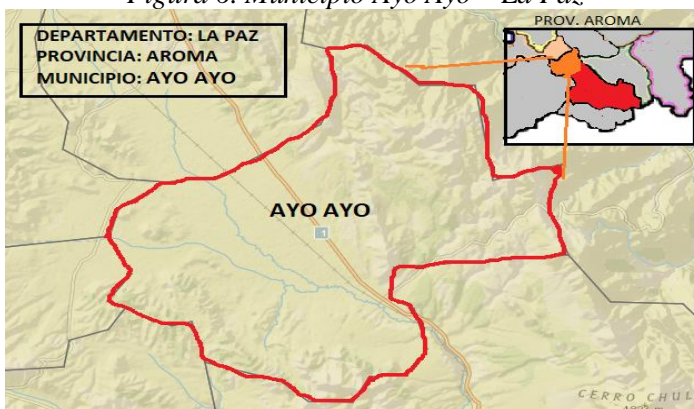 Figura 6. Municipio Ayo Ayo – La Paz
DEPARTAMENTO: LA PAZ
PROVINCIA: AROMA
MUNICIPIO: AYO AYO
PROV. AROMA
AYO AYO
1
CERRO CHUL